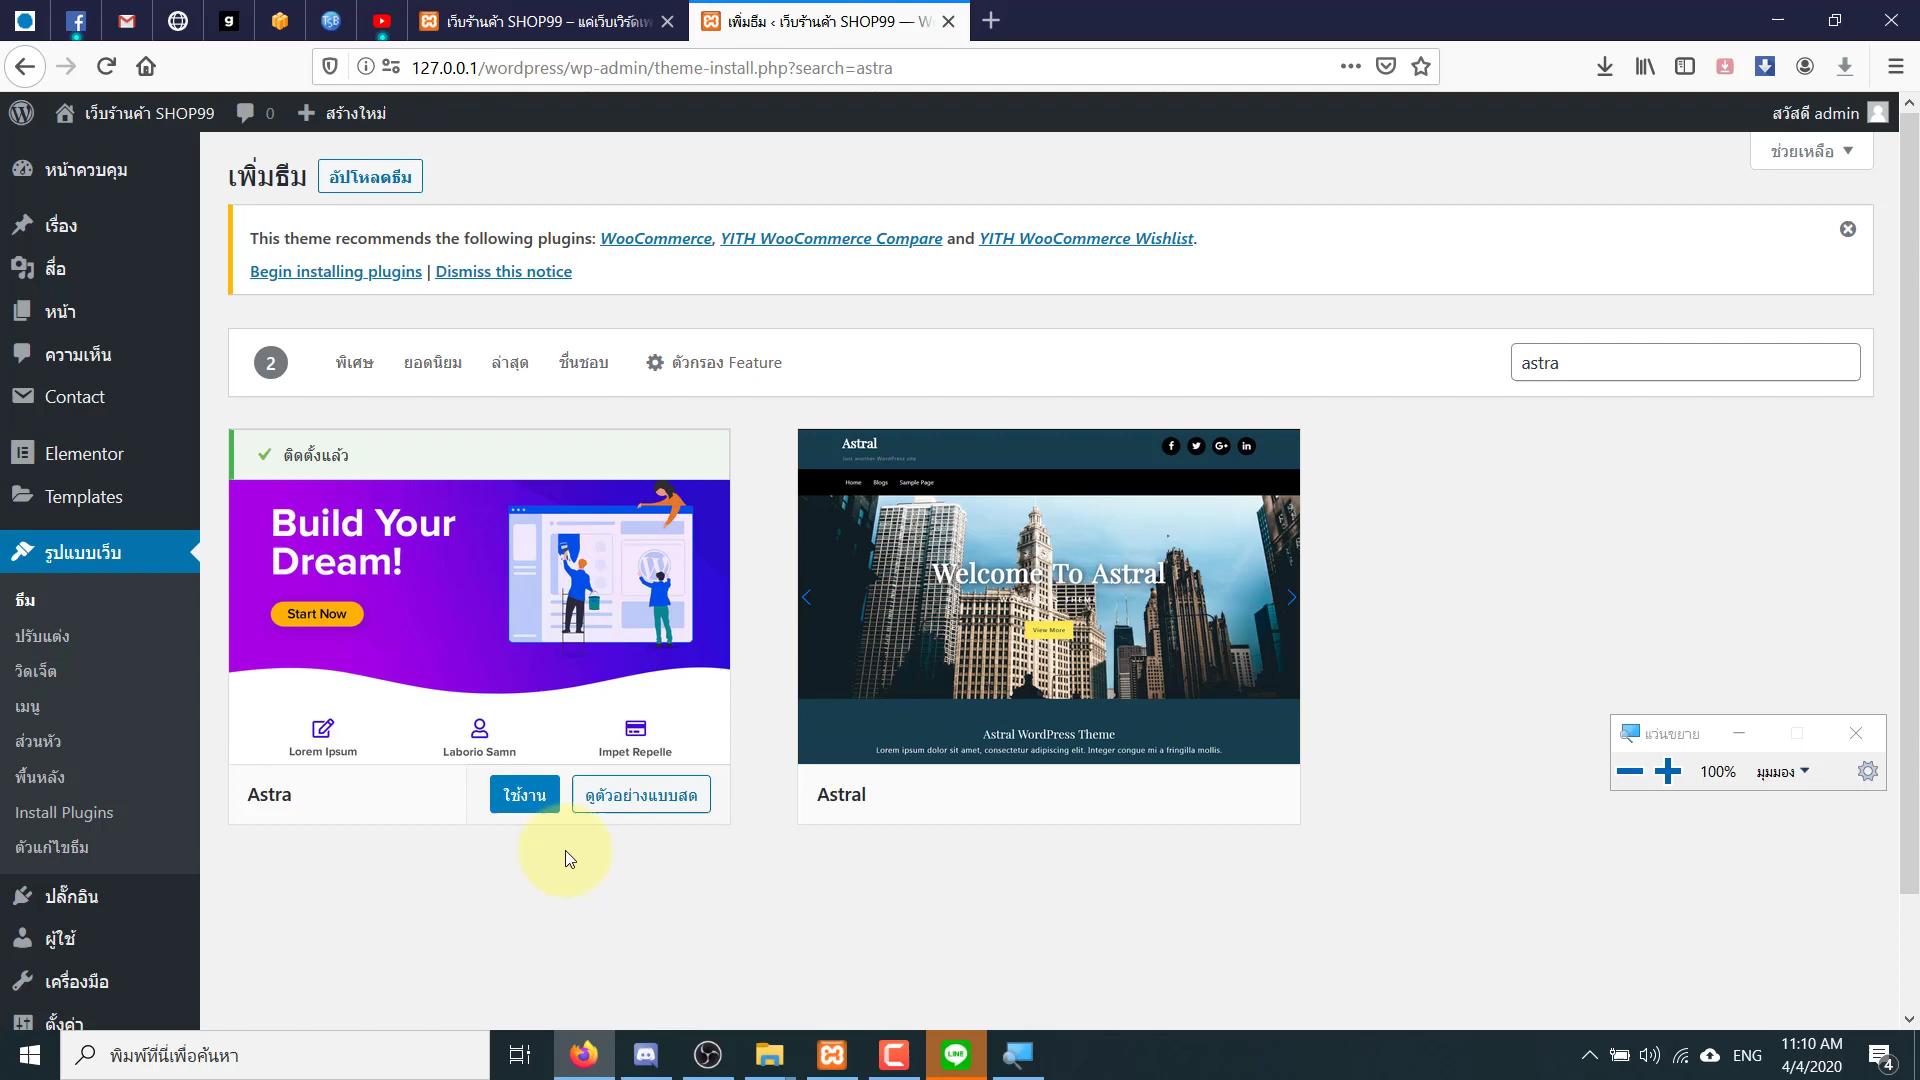 เว็บร้านค้า SHOP99 – แค่เว็บเวิร์ดเพ
เพิ่มธีม ‹ เว็บร้านค้า SHOP99 — W
127.0.0.1/wordpress/wp-admin/theme-install.php?search=astra
เว็บร้านค้า SHOP99
0
สร้างใหม่
สวัสดี admin
ช่วยเหลือ
หน้าควบคุม
เรื่อง
สื่อ
หน้า
ความเห็น
Contact
Elementor
Templates
รูปแบบเว็บ
ธีม
ปรับแต่ง
วิดเจ็ต
เมนู
ส่วนหัว
พื้นหลัง
Install Plugins
ตัวแก้ไขธีม
ปลั๊กอิน
ผู้ใช้
เครื่องมือ
ตั้งค่า
เพิ่มธีม
อัปโหลดธีม
This theme recommends the following plugins: WooCommerce, YITH WooCommerce Compare and YITH WooCommerce Wishlist.
Begin installing plugins | Dismiss this notice
2
พิเศษ
ยอดนิยม
ล่าสุด
ชื่นชอบ
ตัวกรอง Feature
astra
ติดตั้งแล้ว
Build Your
Dream!
Start Now
Lorem Ipsum
Laborio Samn
Impet Repelle
Astra
ใช้งาน
ดูตัวอย่างแบบสด
Astral
Just another WordPress site
Home
Blogs
Sample Page
Welcome To Astral
View More
Astral WordPress Theme
Lorem ipsum dolor sit amet, consectetur adipiscing elit. Integer congue mi a fringilla mollis.
Astral
แว่นขยาย
100%
มุมมอง
พิมพ์ที่นี่เพื่อค้นหา
LINE
ENG
11:10 AM
4/4/2020
4